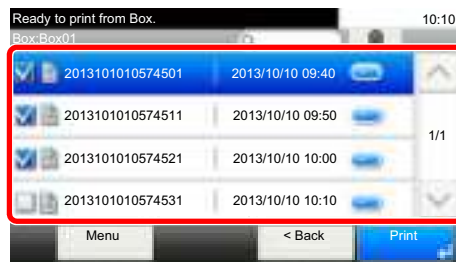 Ready to print from Box. 10:10
Box:Box01
2013101010574501 2013/10/10 09:40
2013101010574511 2013/10/10 09:50
1/1
2013101010574521 2013/10/10 10:00
2013101010574531 2013/10/10 10:10
Menu < Back Print